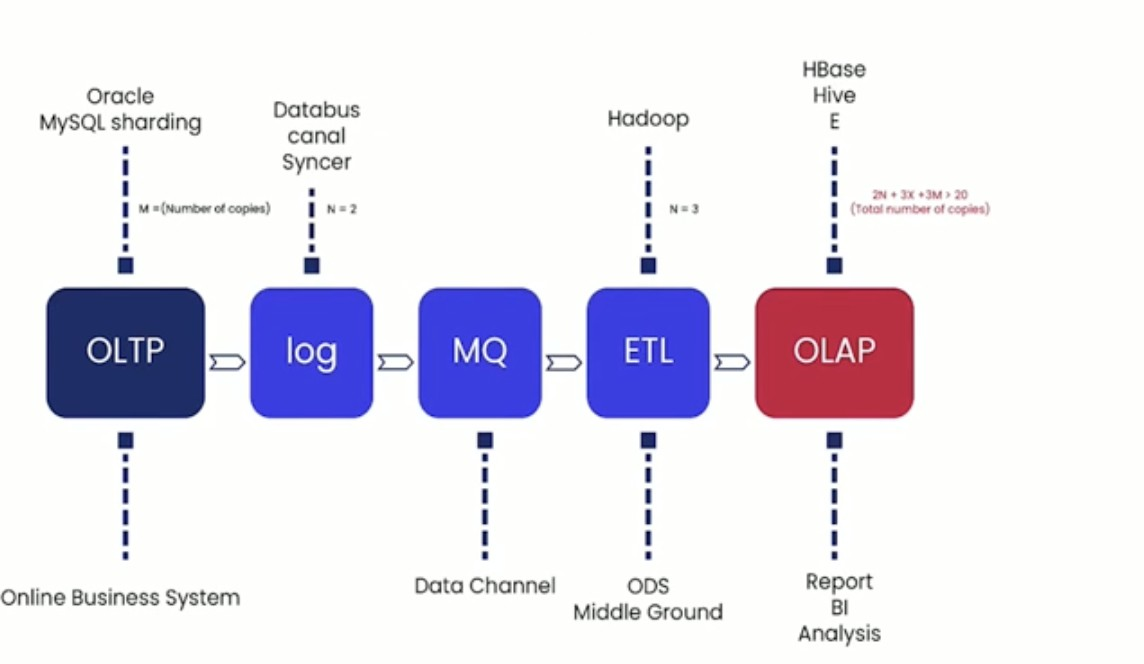 Oracle
MySQL sharding
Databus
canal
Syncer
Hadoop
HBase
Hive
E
M =(Number of copies)
N = 2
N = 3
2N + 3X +3M > 20
(Total number of copies)
OLTP
log
MQ
ETL
OLAP
Online Business System
Data Channel
ODS
Middle Ground
Report
BI
Analysis